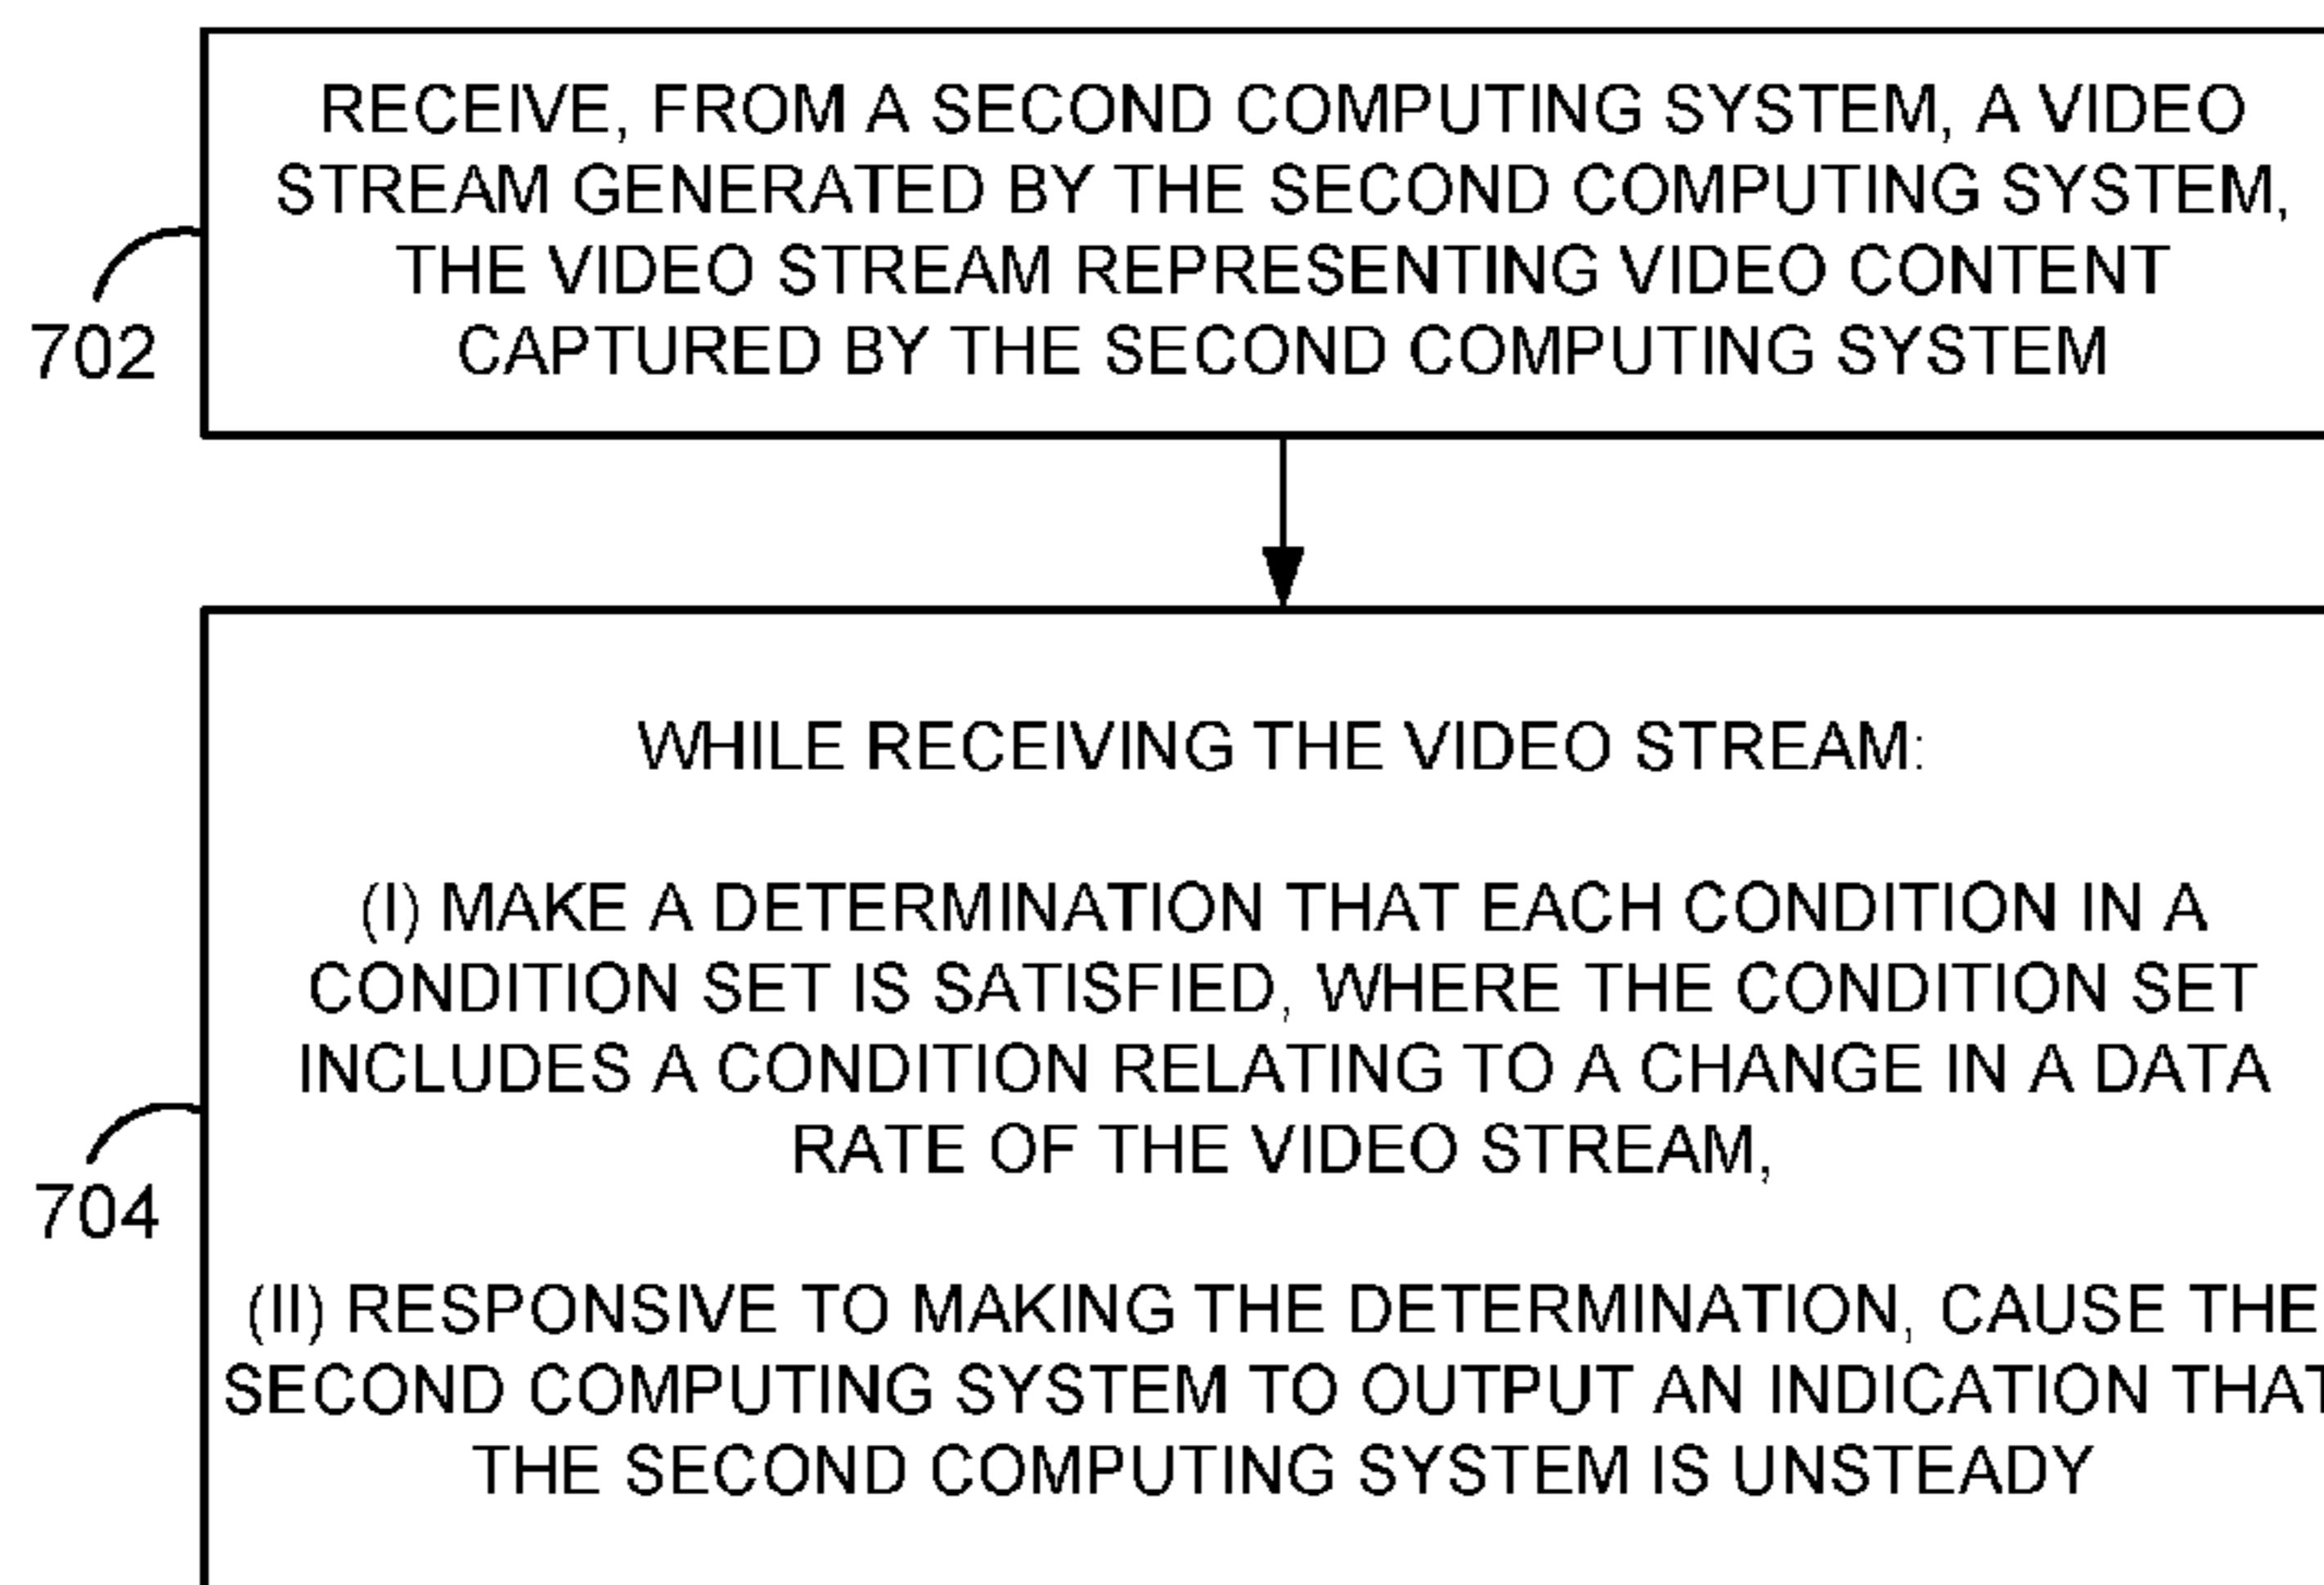 RECEIVE, FROM A SECOND COMPUTING SYSTEM, A VIDEO
STREAM GENERATED BY THE SECOND COMPUTING SYSTEM,
THE VIDEO STREAM REPRESENTING VIDEO CONTENT
CAPTURED BY THE SECOND COMPUTING SYSTEM
702
WHILE RECEIVING THE VIDEO STREAM:
(I) MAKE A DETERMINATION THAT EACH CONDITION IN A
CONDITION SET IS SATISFIED, WHERE THE CONDITION SET
INCLUDES A CONDITION RELATING TO A CHANGE IN A DATA
RATE OF THE VIDEO STREAM,
704
(II) RESPONSIVE TO MAKING THE DETERMINATION, CAUSE THE
SECOND COMPUTING SYSTEM TO OUTPUT AN INDICATION THAT
THE SECOND COMPUTING SYSTEM IS UNSTEADY